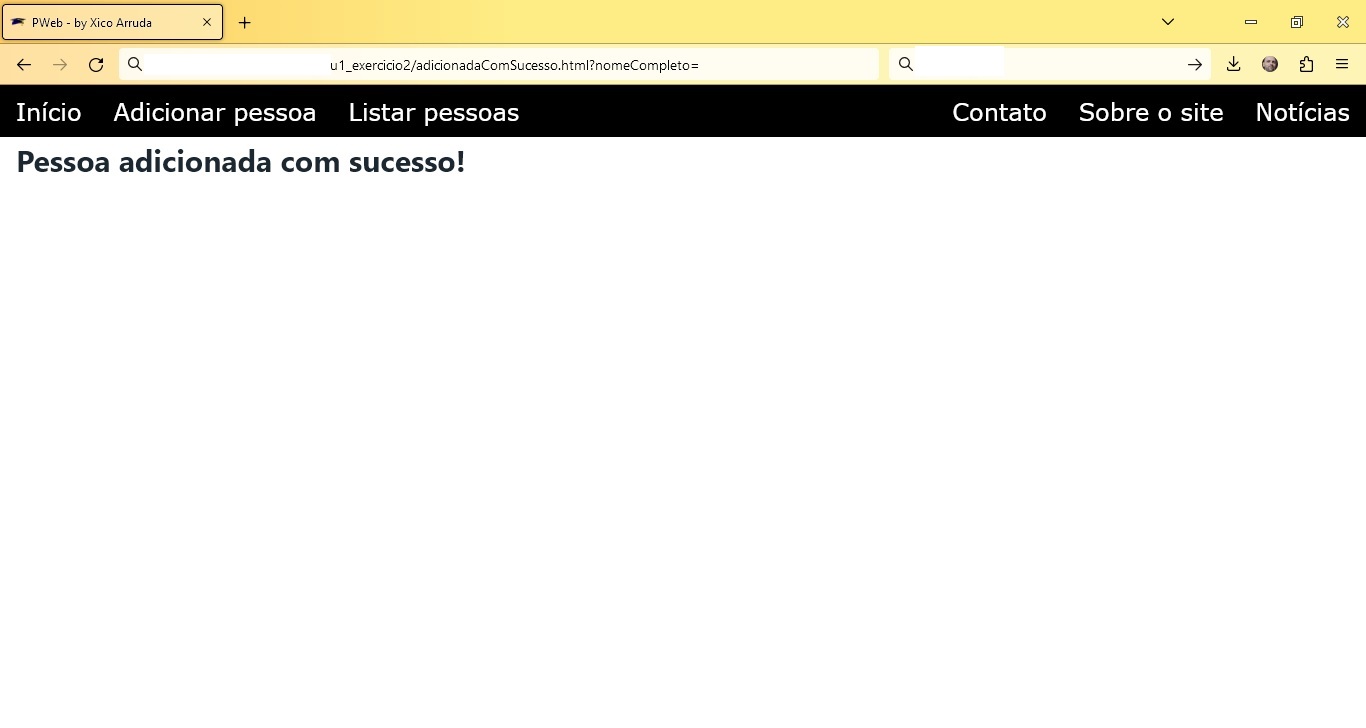 PWeb - by Xico Arruda
u1_exercicio2/adicionadaComSucesso.html?nomeCompleto=
Início Adicionar pessoa Listar pessoas Contato Sobre o site Notícias
Pessoa adicionada com sucesso!